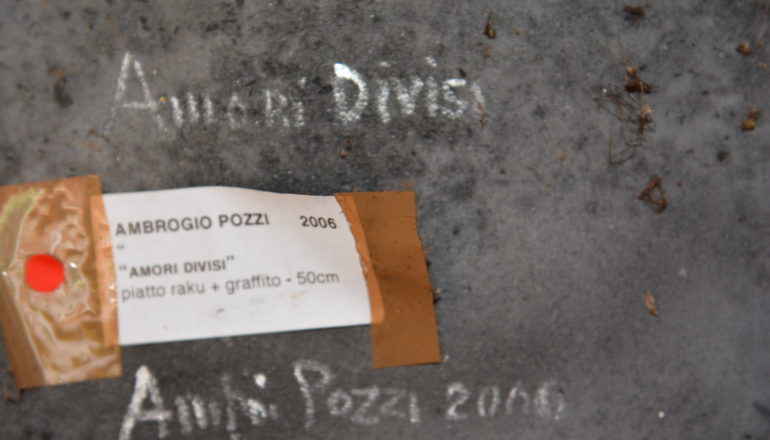 Amori Divisi
AMBROGIO POZZI 2006
"
"AMORI DIVISI"
piatto raku + graffito - 50cm
Pozzi 2006